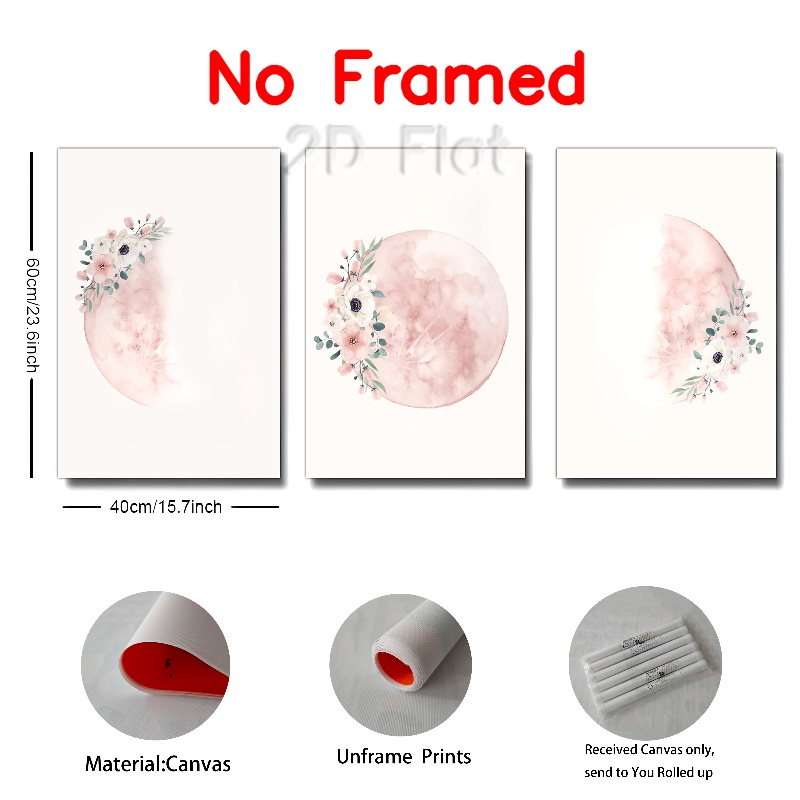 No Framed
2D Flat
60cm/23.6inch
40cm/15.7inch
Material:Canvas
Unframe Prints
Received Canvas only,
send to You Rolled up